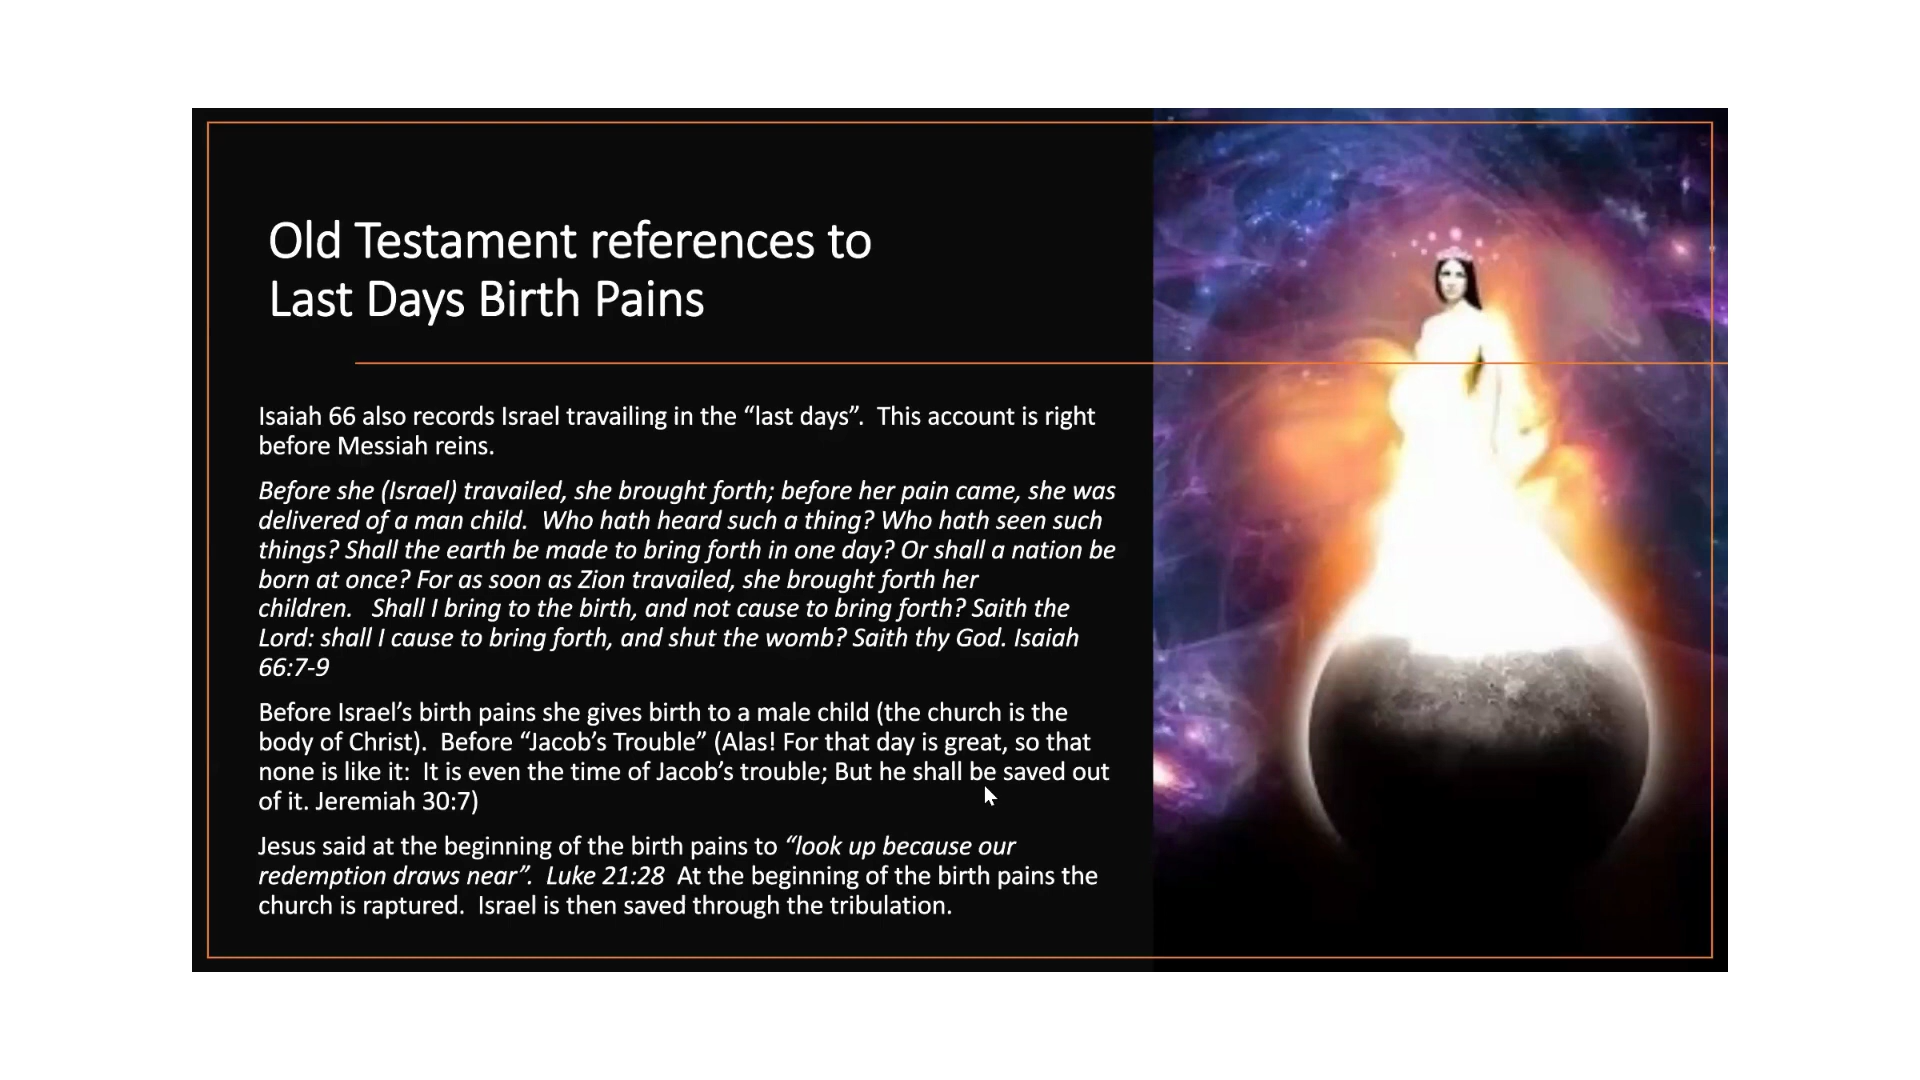 Old Testament references to
Last Days Birth Pains
Isaiah 66 also records Israel travailing in the “last days”.  This account is right
before Messiah reins.
Before she (Israel) travailed, she brought forth; before her pain came, she was
delivered of a man child.  Who hath heard such a thing? Who hath seen such
things? Shall the earth be made to bring forth in one day? Or shall a nation be
born at once? For as soon as Zion travailed, she brought forth her
children.   Shall I bring to the birth, and not cause to bring forth? Saith the
Lord: shall I cause to bring forth, and shut the womb? Saith thy God. Isaiah
66:7-9
Before Israel’s birth pains she gives birth to a male child (the church is the
body of Christ).  Before “Jacob’s Trouble” (Alas! For that day is great, so that
none is like it:  It is even the time of Jacob’s trouble; But he shall be saved out
of it. Jeremiah 30:7)
Jesus said at the beginning of the birth pains to “look up because our
redemption draws near”.  Luke 21:28  At the beginning of the birth pains the
church is raptured.  Israel is then saved through the tribulation.